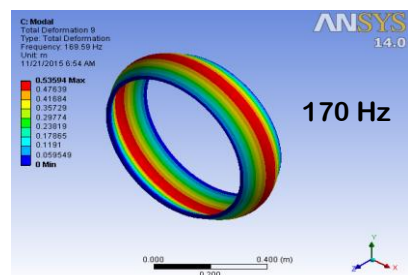 C: Modal
Total Deformation 9
Type: Total Deformation
Frequency: 169.59 Hz
Unit: m
11/21/2015 6:54 AM
0.53594 Max
0.47639
0.41684
0.35729
0.29774
0.23819
0.17865
0.1191
0.059549
0 Min
ANSYS
14.0
170 Hz
0.000
0.400 (m)
0.200
Y
Z
X